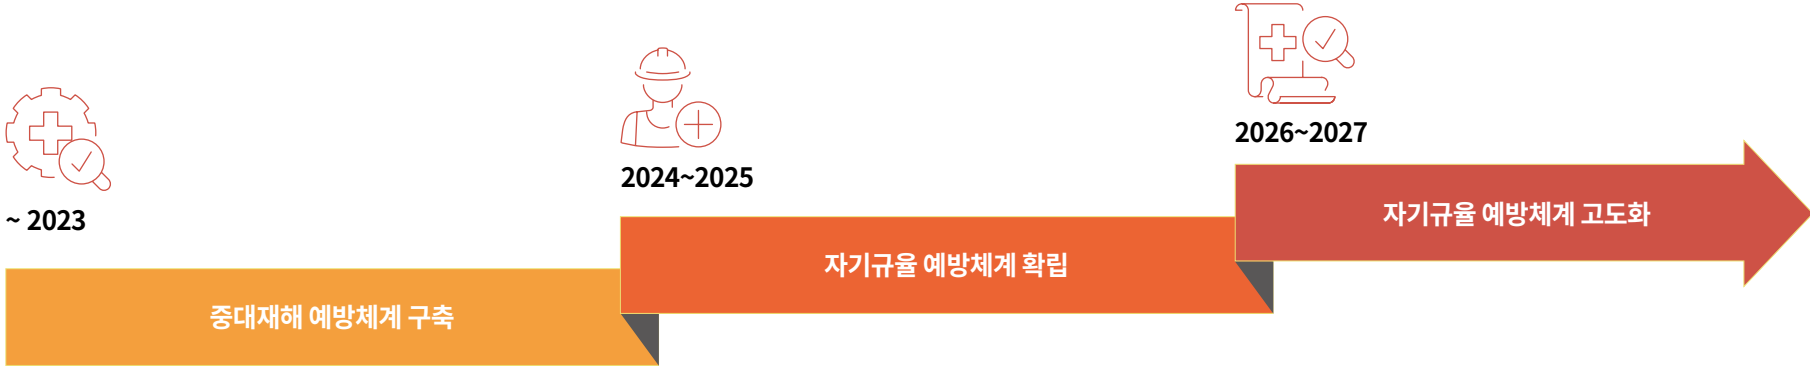 ~ 2023
중대재해 예방체계 구축
2024~2025
자기규율 예방체계 확립
2026~2027
자기규율 예방체계 고도화